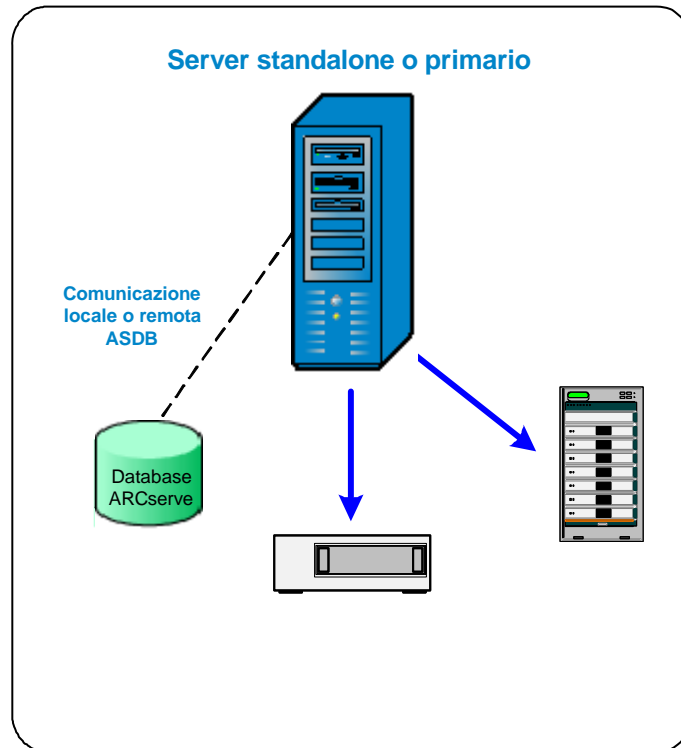 Server standalone o primario
Comunicazione
locale o remota
ASDB
Database
ARCserve